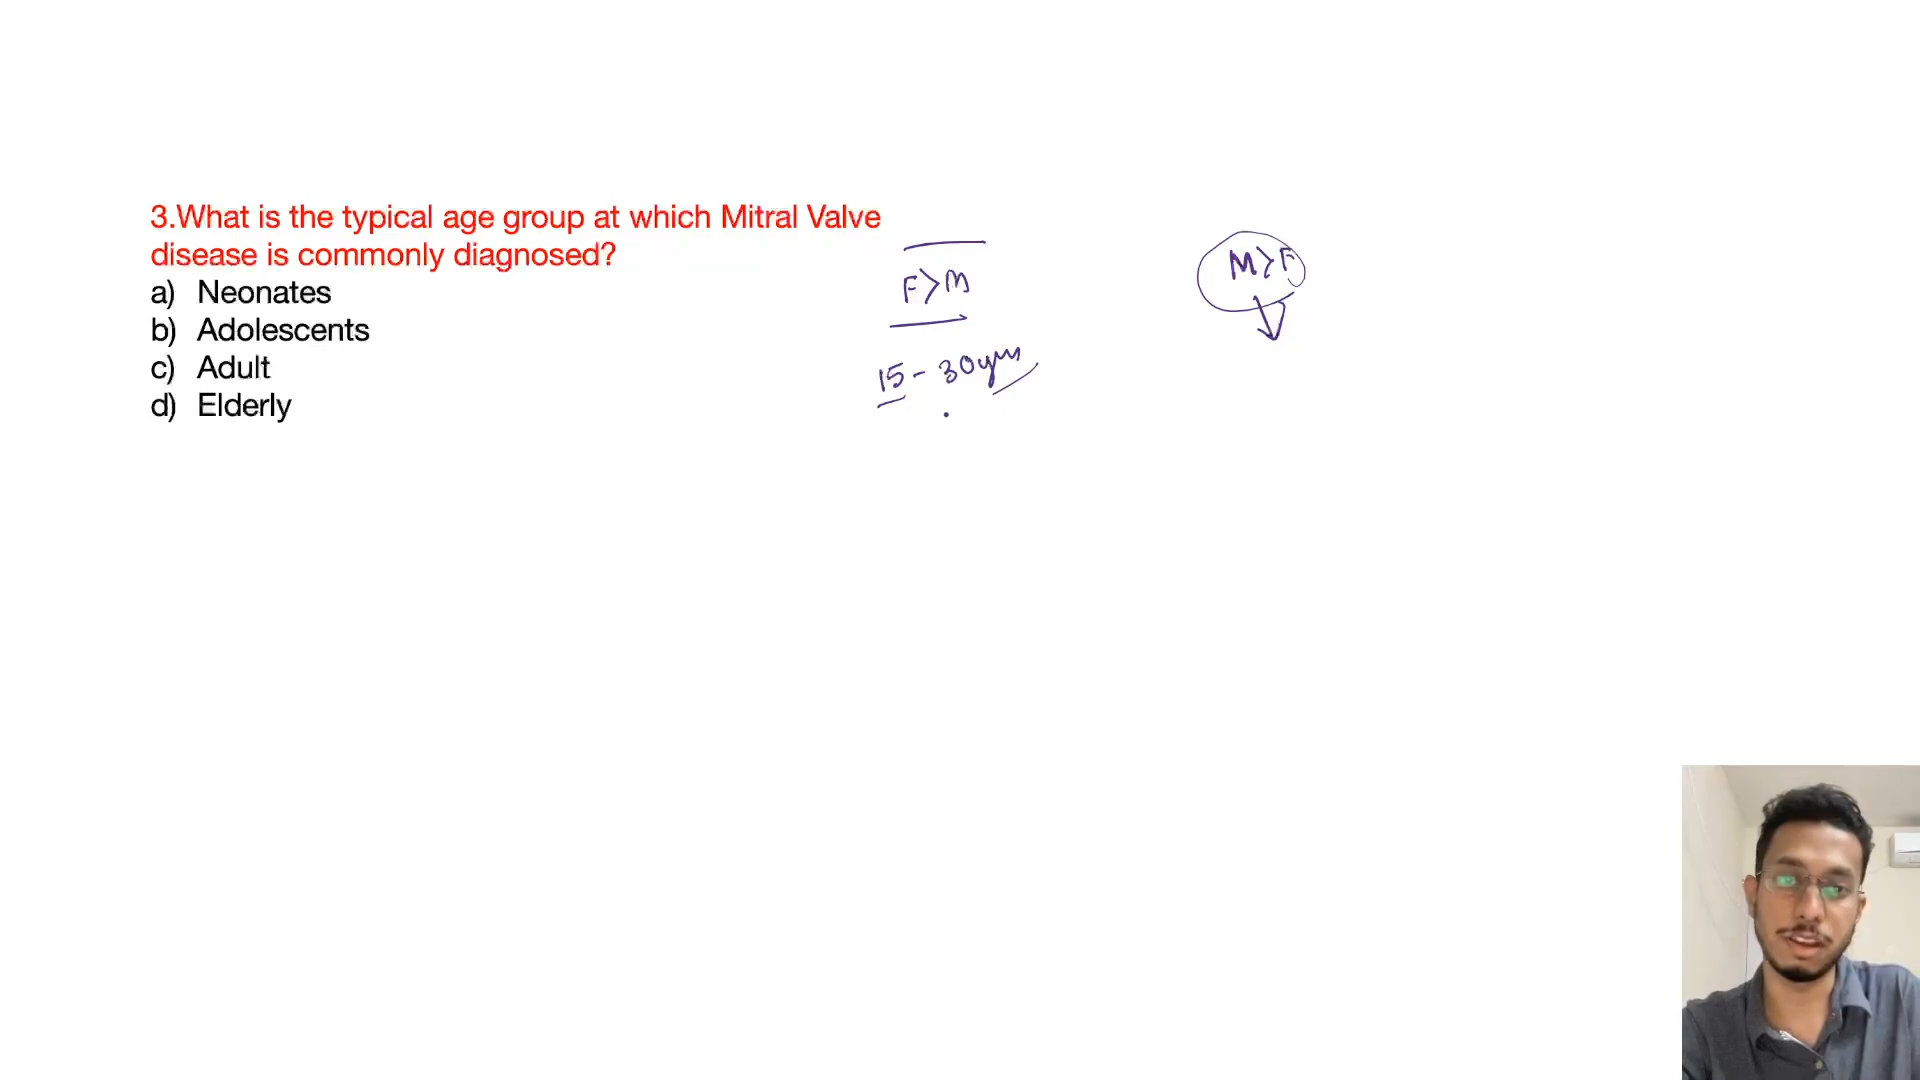 3.What is the typical age group at which Mitral Valve
disease is commonly diagnosed?
a) Neonates
b) Adolescents
c) Adult
d) Elderly
F>M
15-30yrs
M>F